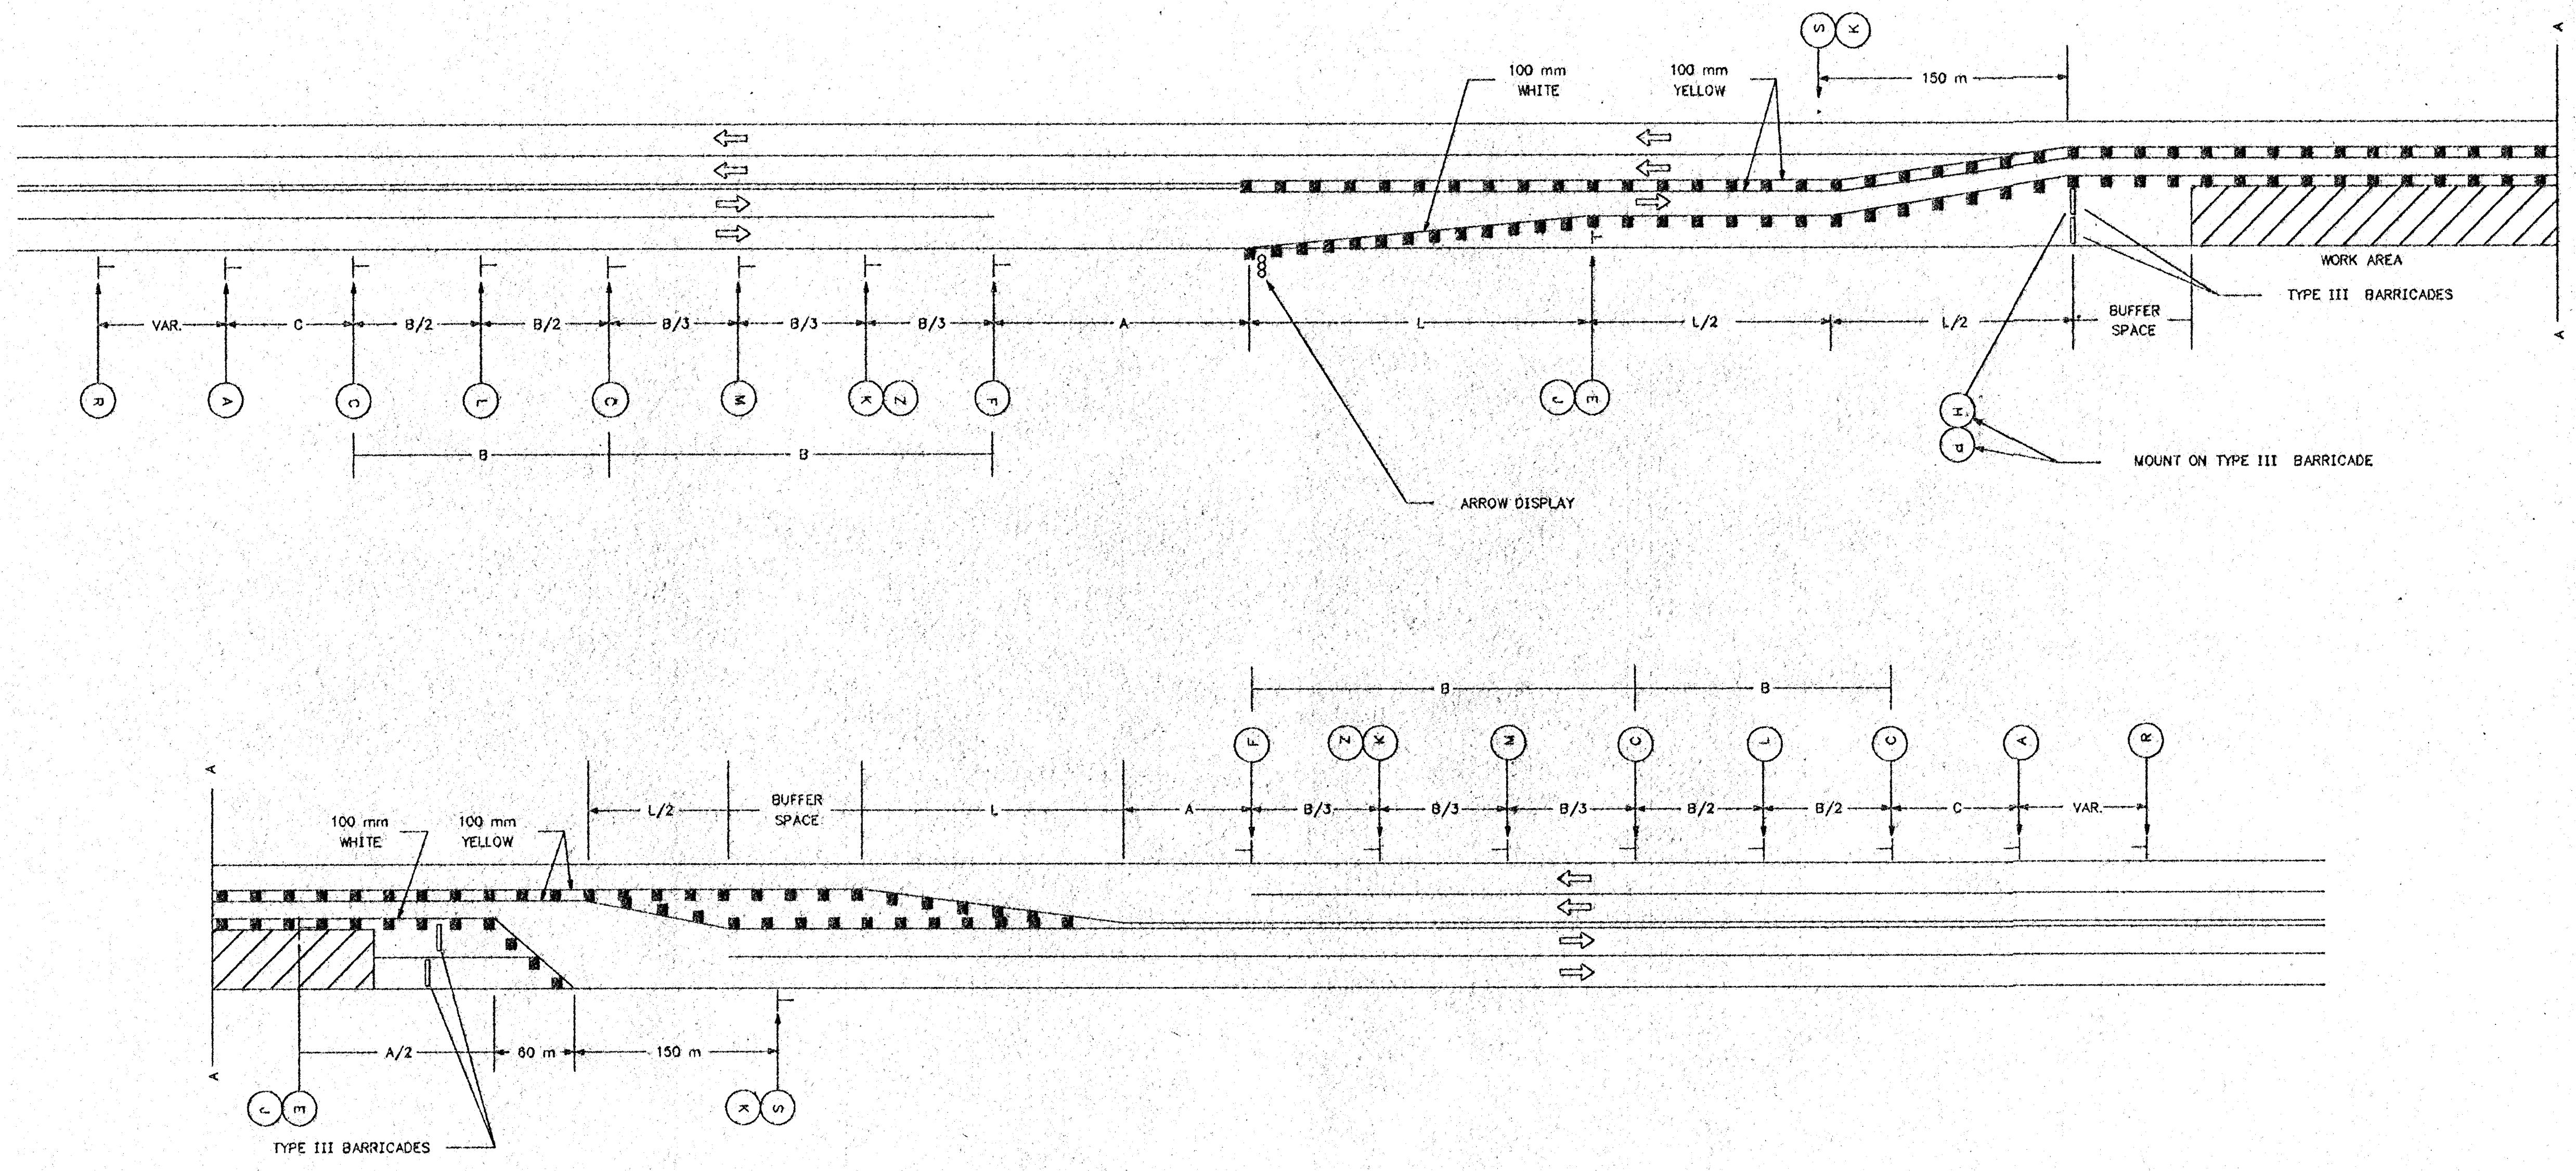 S K
A
100 mm
WHITE
100 mm
YELLOW
150 m
WORK AREA
TYPE III BARRICADES
VAR. C B/2 B/2 B/3 B/3 B/3 A L L/2 L/2
BUFFER
SPACE
A
R A C L C M K Z F J E
H
P
B B
MOUNT ON TYPE III BARRICADE
ARROW DISPLAY
B B
F Z K M C L C A R
A
L/2
BUFFER
SPACE
L A B/3 B/3 B/3 B/2 B/2 C VAR.
100 mm
WHITE
100 mm
YELLOW
A/2 60 m 150 m
A
J E K S
TYPE III BARRICADES